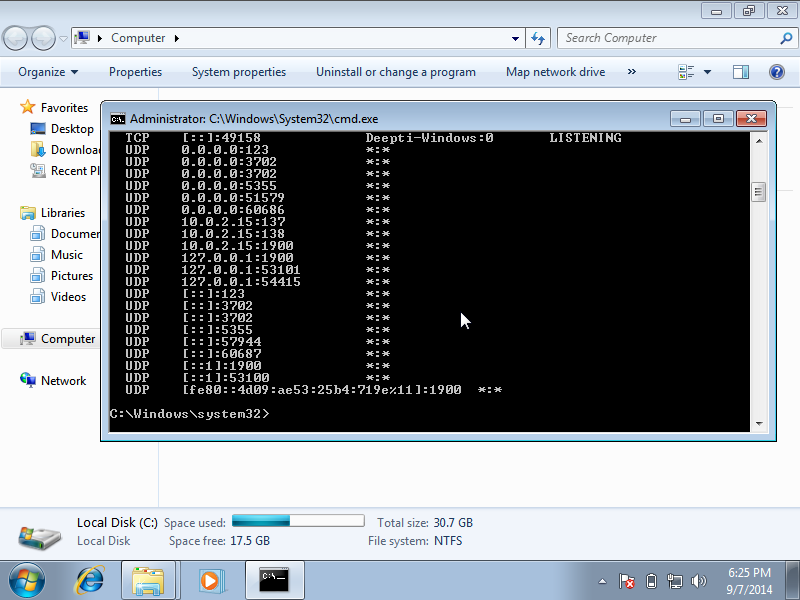 Computer
Search Computer
Organize
Properties
System properties
Uninstall or change a program
Map network drive
»
Favorites
Desktop
Downloa
Recent Pl
Libraries
Documen
Music
Pictures
Videos
Computer
Network
Administrator: C:\Windows\System32\cmd.exe
TCP [::]:49158 Deepti-Windows:0 LISTENING
UDP 0.0.0.0:123 *:*
UDP 0.0.0.0:3702 *:*
UDP 0.0.0.0:3702 *:*
UDP 0.0.0.0:5355 *:*
UDP 0.0.0.0:51579 *:*
UDP 0.0.0.0:60686 *:*
UDP 10.0.2.15:137 *:*
UDP 10.0.2.15:138 *:*
UDP 10.0.2.15:1900 *:*
UDP 127.0.0.1:1900 *:*
UDP 127.0.0.1:53101 *:*
UDP 127.0.0.1:54415 *:*
UDP [::]:123 *:*
UDP [::]:3702 *:*
UDP [::]:3702 *:*
UDP [::]:5355 *:*
UDP [::]:57944 *:*
UDP [::]:60687 *:*
UDP [::1]:1900 *:*
UDP [::1]:53100 *:*
UDP [fe80::4d09:ae53:25b4:719e%11]:1900 *:*
C:\Windows\system32>
Local Disk (C:) Space used: Total size: 30.7 GB
Local Disk Space free: 17.5 GB File system: NTFS
C:\_
6:25 PM
9/7/2014